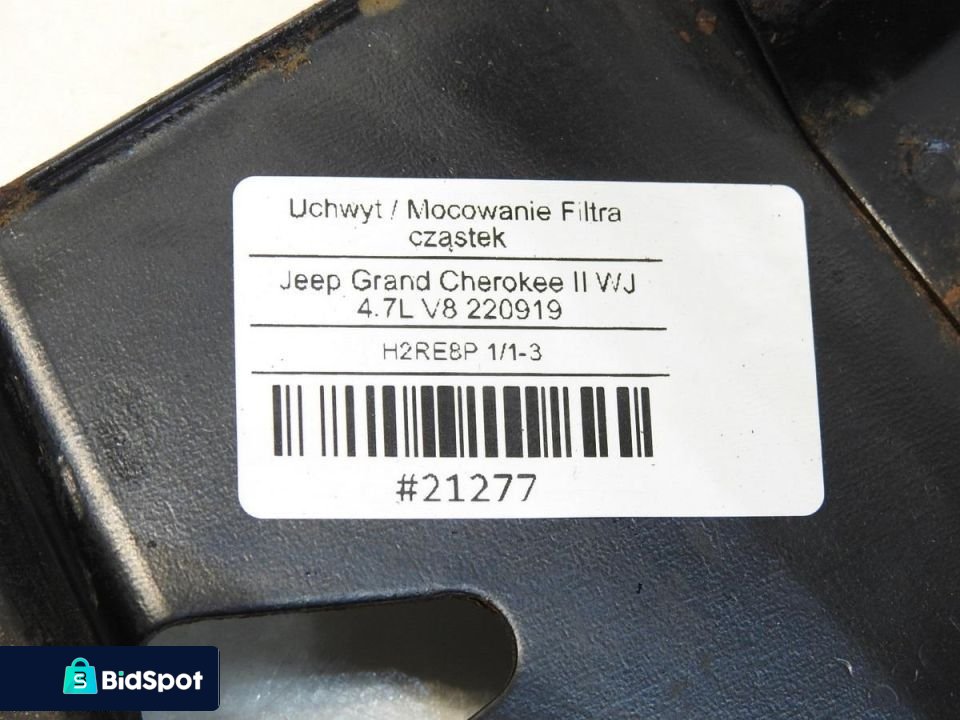 Uchwyt / Mocowanie Filtra
cząstek
Jeep Grand Cherokee II WJ
4.7L V8 220919
H2RE8P 1/1-3
#21277
BidSpot